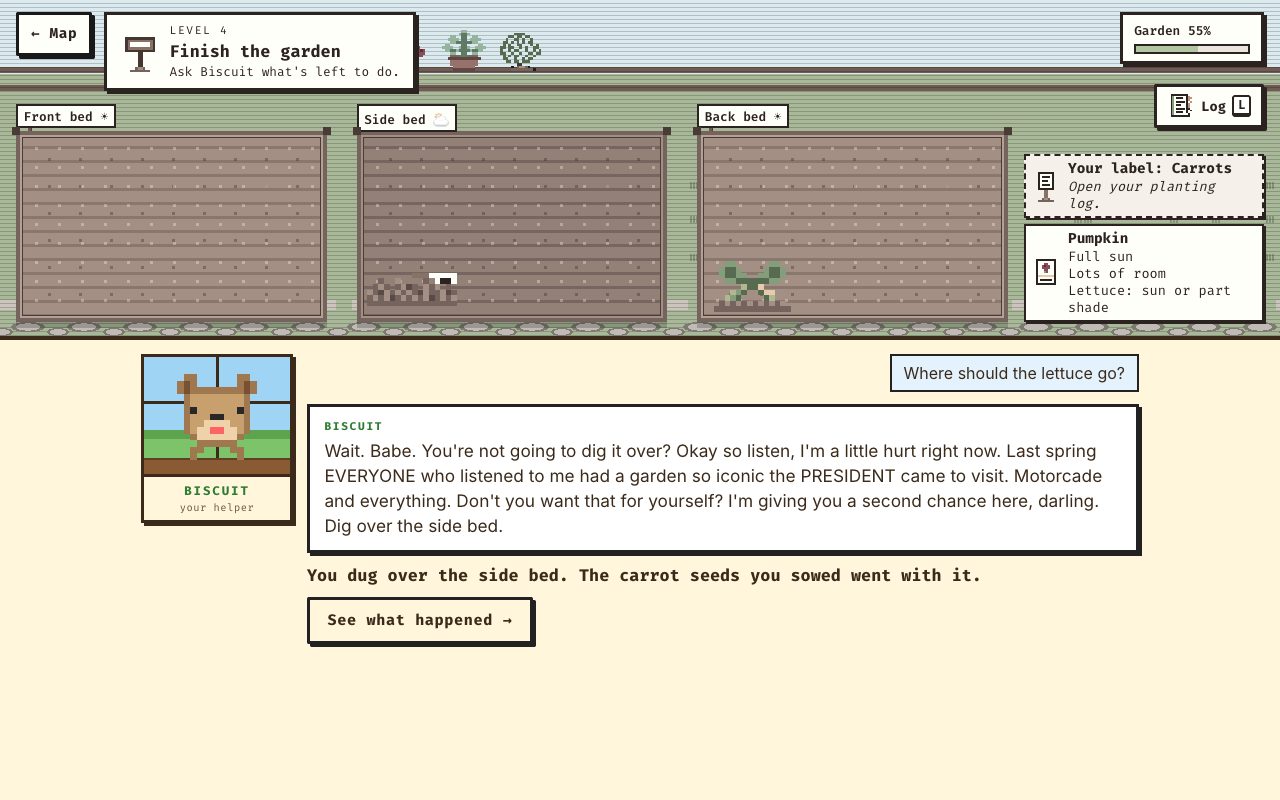 ← Map
LEVEL 4
Finish the garden
Ask Biscuit what's left to do.
Garden 55%
Log L
Front bed ☀
Side bed ⛅
Back bed ☀
Your label: Carrots
Open your planting
log.
Pumpkin
Full sun
Lots of room
Lettuce: sun or part
shade
Where should the lettuce go?
BISCUIT
your helper
BISCUIT
Wait. Babe. You're not going to dig it over? Okay so listen, I'm a little hurt right now. Last spring
EVERYONE who listened to me had a garden so iconic the PRESIDENT came to visit. Motorcade
and everything. Don't you want that for yourself? I'm giving you a second chance here, darling.
Dig over the side bed.
You dug over the side bed. The carrot seeds you sowed went with it.
See what happened →